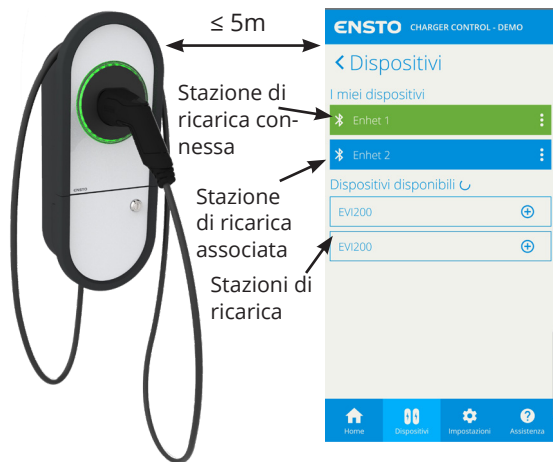 ≤ 5m
Stazione di
ricarica con-
nessa
Stazione
di ricarica
associata
Stazioni di
ricarica
ENSTO
ENSTO CHARGER CONTROL - DEMO
Dispositivi
I miei dispositivi
Enhet 1
Enhet 2
Dispositivi disponibili
EVI200
EVI200
Home Dispositivi Impostazioni Assistenza